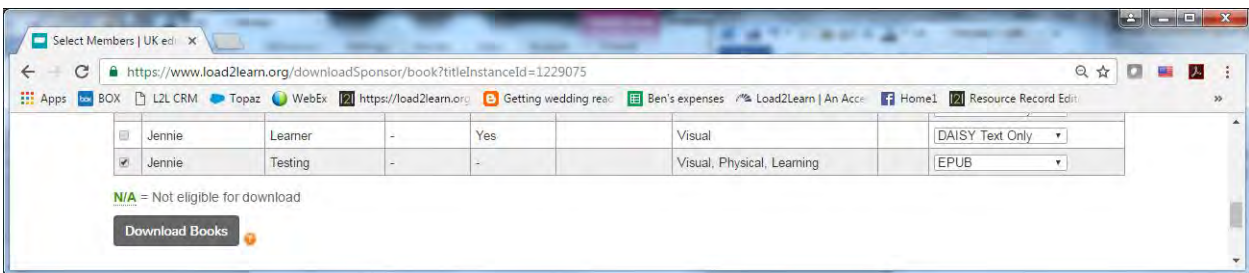 Select Members | UK edi
https://www.load2learn.org/downloadSponsor/book?titleInstanceId=1229075
Apps box BOX L2L CRM Topaz WebEx https://load2learn.org Getting wedding reac Ben's expenses Load2Learn | An Acce Home1 Resource Record Edit »
Jennie Learner - Yes Visual DAISY Text Only
Jennie Testing - - Visual, Physical, Learning EPUB
N/A = Not eligible for download
Download Books ?